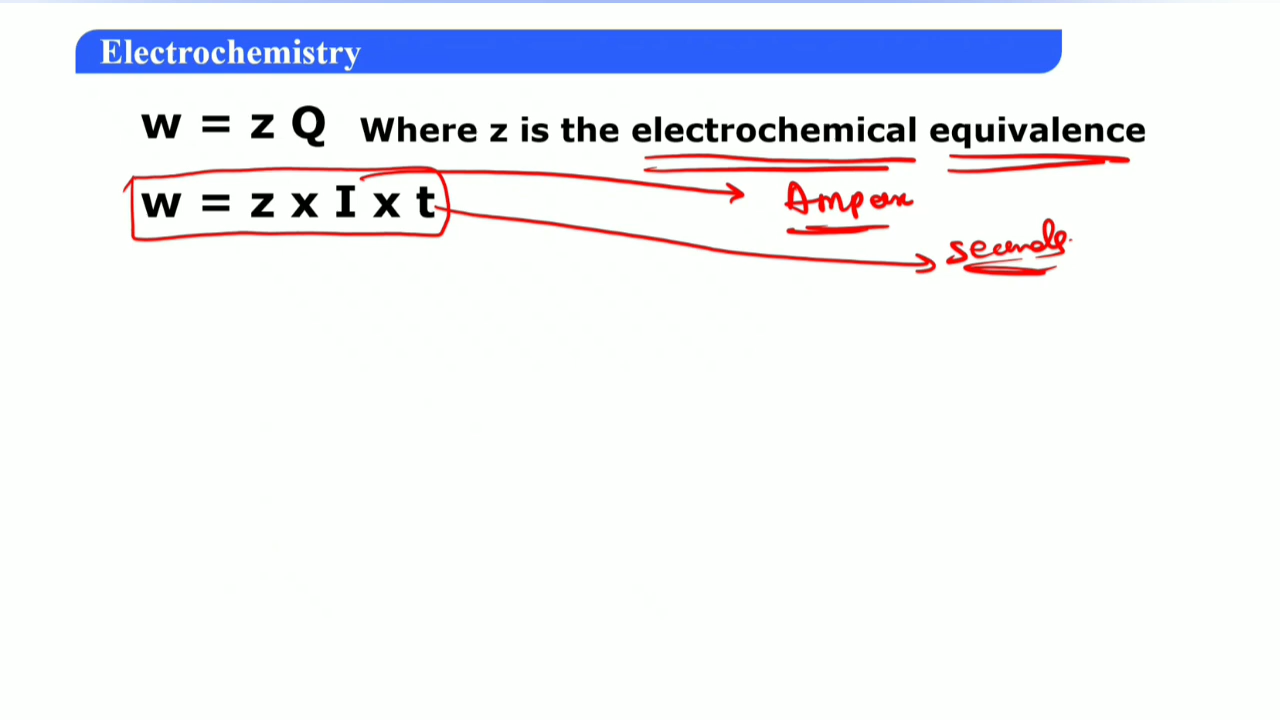 Electrochemistry
w = z Q Where z is the electrochemical equivalence
w = z x I x t
Ampere
seconds.